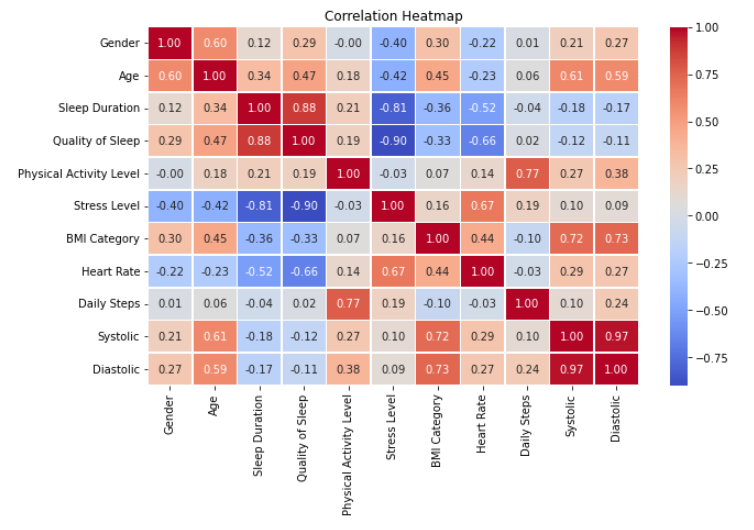 Correlation Heatmap
Gender 1.00 0.60 0.12 0.29 -0.00 -0.40 0.30 -0.22 0.01 0.21 0.27
Age 0.60 1.00 0.34 0.47 0.18 -0.42 0.45 -0.23 0.06 0.61 0.59
Sleep Duration 0.12 0.34 1.00 0.88 0.21 -0.81 -0.36 -0.52 -0.04 -0.18 -0.17
Quality of Sleep 0.29 0.47 0.88 1.00 0.19 -0.90 -0.33 -0.66 0.02 -0.12 -0.11
Physical Activity Level -0.00 0.18 0.21 0.19 1.00 -0.03 0.07 0.14 0.77 0.27 0.38
Stress Level -0.40 -0.42 -0.81 -0.90 -0.03 1.00 0.16 0.67 0.19 0.10 0.09
BMI Category 0.30 0.45 -0.36 -0.33 0.07 0.16 1.00 0.44 -0.10 0.72 0.73
Heart Rate -0.22 -0.23 -0.52 -0.66 0.14 0.67 0.44 1.00 -0.03 0.29 0.27
Daily Steps 0.01 0.06 -0.04 0.02 0.77 0.19 -0.10 -0.03 1.00 0.10 0.24
Systolic 0.21 0.61 -0.18 -0.12 0.27 0.10 0.72 0.29 0.10 1.00 0.97
Diastolic 0.27 0.59 -0.17 -0.11 0.38 0.09 0.73 0.27 0.24 0.97 1.00
Gender
Age
Sleep Duration
Quality of Sleep
Physical Activity Level
Stress Level
BMI Category
Heart Rate
Daily Steps
Systolic
Diastolic
1.00
0.75
0.50
0.25
0.00
−0.25
−0.50
−0.75